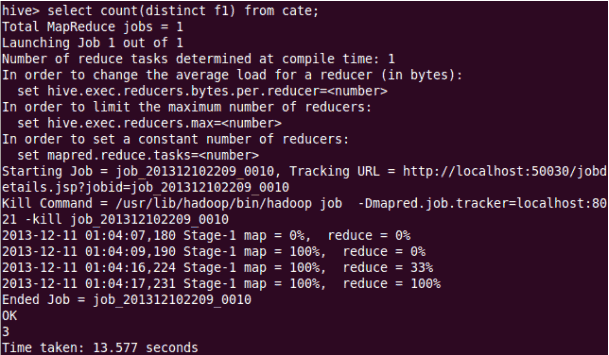 hive> select count(distinct f1) from cate;
Total MapReduce jobs = 1
Launching Job 1 out of 1
Number of reduce tasks determined at compile time: 1
In order to change the average load for a reducer (in bytes):
  set hive.exec.reducers.bytes.per.reducer=<number>
In order to limit the maximum number of reducers:
  set hive.exec.reducers.max=<number>
In order to set a constant number of reducers:
  set mapred.reduce.tasks=<number>
Starting Job = job_201312102209_0010, Tracking URL = http://localhost:50030/jobd
etails.jsp?jobid=job_201312102209_0010
Kill Command = /usr/lib/hadoop/bin/hadoop job  -Dmapred.job.tracker=localhost:80
21 -kill job_201312102209_0010
2013-12-11 01:04:07,180 Stage-1 map = 0%,  reduce = 0%
2013-12-11 01:04:09,190 Stage-1 map = 100%,  reduce = 0%
2013-12-11 01:04:16,224 Stage-1 map = 100%,  reduce = 33%
2013-12-11 01:04:17,231 Stage-1 map = 100%,  reduce = 100%
Ended Job = job_201312102209_0010
OK
3
Time taken: 13.577 seconds